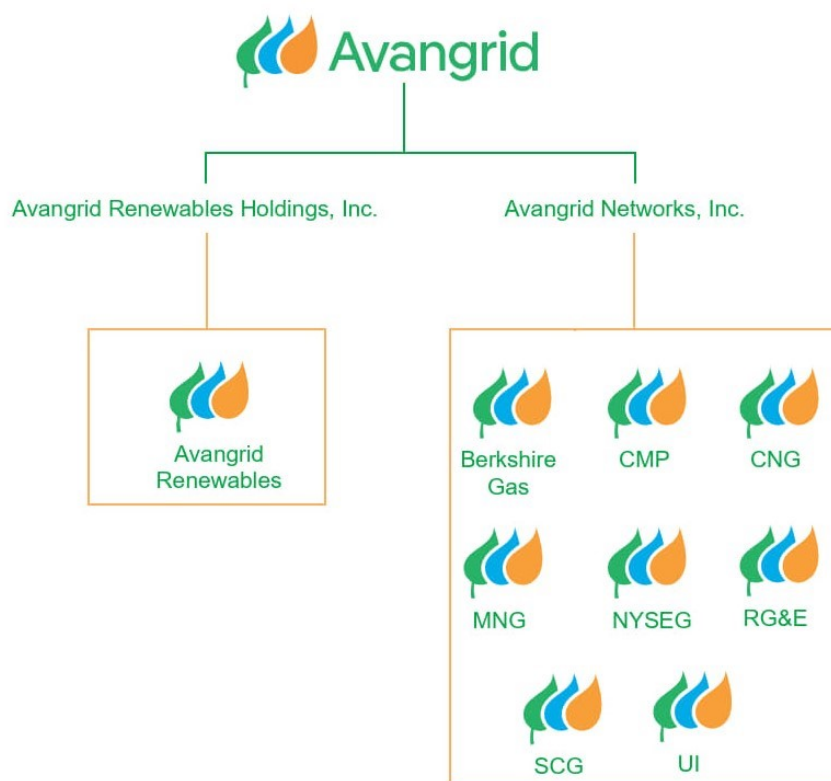 Avangrid
Avangrid Renewables Holdings, Inc.
Avangrid Networks, Inc.
Avangrid
Renewables
Berkshire
Gas
CMP
CNG
MNG
NYSEG
RG&E
SCG
UI